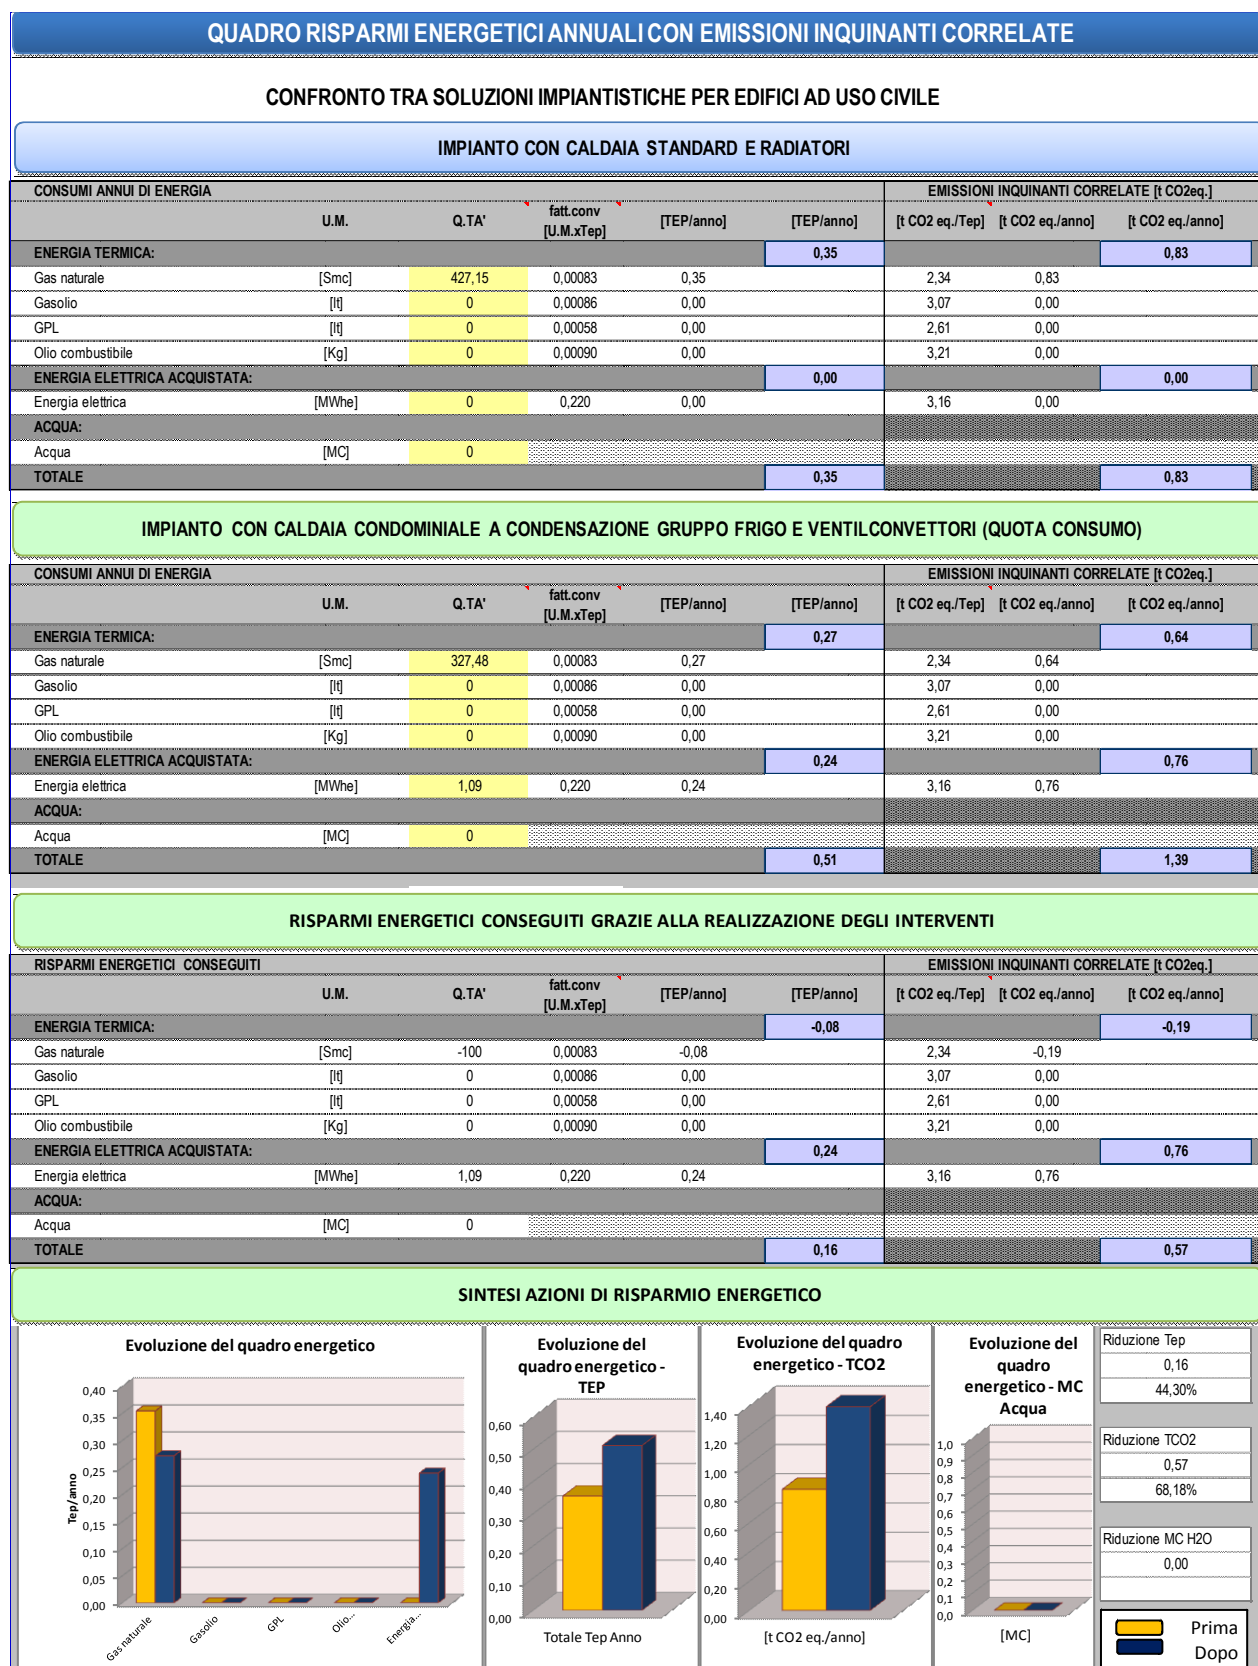 QUADRO RISPARMI ENERGETICI ANNUALI CON EMISSIONI INQUINANTI CORRELATE
CONFRONTO TRA SOLUZIONI IMPIANTISTICHE PER EDIFICI AD USO CIVILE
IMPIANTO CON CALDAIA STANDARD E RADIATORI
CONSUMI ANNUI DI ENERGIA EMISSIONI INQUINANTI CORRELATE [t CO2eq.]
U.M. Q.TA' fatt.conv [U.M.xTep] [TEP/anno] [TEP/anno] [t CO2 eq./Tep] [t CO2 eq./anno] [t CO2 eq./anno]
ENERGIA TERMICA: 0,35 0,83
Gas naturale [Smc] 427,15 0,00083 0,35 2,34 0,83
Gasolio [lt] 0 0,00086 0,00 3,07 0,00
GPL [lt] 0 0,00058 0,00 2,61 0,00
Olio combustibile [Kg] 0 0,00090 0,00 3,21 0,00
ENERGIA ELETTRICA ACQUISTATA: 0,00 0,00
Energia elettrica [MWhe] 0 0,220 0,00 3,16 0,00
ACQUA:
Acqua [MC] 0
TOTALE 0,35 0,83
IMPIANTO CON CALDAIA CONDOMINIALE A CONDENSAZIONE GRUPPO FRIGO E VENTILCONVETTORI (QUOTA CONSUMO)
CONSUMI ANNUI DI ENERGIA EMISSIONI INQUINANTI CORRELATE [t CO2eq.]
U.M. Q.TA' fatt.conv [U.M.xTep] [TEP/anno] [TEP/anno] [t CO2 eq./Tep] [t CO2 eq./anno] [t CO2 eq./anno]
ENERGIA TERMICA: 0,27 0,64
Gas naturale [Smc] 327,48 0,00083 0,27 2,34 0,64
Gasolio [lt] 0 0,00086 0,00 3,07 0,00
GPL [lt] 0 0,00058 0,00 2,61 0,00
Olio combustibile [Kg] 0 0,00090 0,00 3,21 0,00
ENERGIA ELETTRICA ACQUISTATA: 0,24 0,76
Energia elettrica [MWhe] 1,09 0,220 0,24 3,16 0,76
ACQUA:
Acqua [MC] 0
TOTALE 0,51 1,39
RISPARMI ENERGETICI CONSEGUITI GRAZIE ALLA REALIZZAZIONE DEGLI INTERVENTI
RISPARMI ENERGETICI CONSEGUITI EMISSIONI INQUINANTI CORRELATE [t CO2eq.]
U.M. Q.TA' fatt.conv [U.M.xTep] [TEP/anno] [TEP/anno] [t CO2 eq./Tep] [t CO2 eq./anno] [t CO2 eq./anno]
ENERGIA TERMICA: -0,08 -0,19
Gas naturale [Smc] -100 0,00083 -0,08 2,34 -0,19
Gasolio [lt] 0 0,00086 0,00 3,07 0,00
GPL [lt] 0 0,00058 0,00 2,61 0,00
Olio combustibile [Kg] 0 0,00090 0,00 3,21 0,00
ENERGIA ELETTRICA ACQUISTATA: 0,24 0,76
Energia elettrica [MWhe] 1,09 0,220 0,24 3,16 0,76
ACQUA:
Acqua [MC] 0
TOTALE 0,16 0,57
SINTESI AZIONI DI RISPARMIO ENERGETICO
Evoluzione del quadro energetico
0,40
0,35
0,30
0,25
0,20
0,15
0,10
0,05
0,00
Tep/anno
Gas naturale
Gasolio
GPL
Olio...
Energia...
Evoluzione del
quadro energetico -
TEP
0,60
0,50
0,40
0,30
0,20
0,10
0,00
Totale Tep Anno
Evoluzione del quadro
energetico - TCO2
1,40
1,20
1,00
0,80
0,60
0,40
0,20
0,00
[t CO2 eq./anno]
Evoluzione del
quadro
energetico - MC
Acqua
1,0
0,9
0,8
0,7
0,6
0,5
0,4
0,3
0,2
0,1
0,0
[MC]
Riduzione Tep
0,16
44,30%
Riduzione TCO2
0,57
68,18%
Riduzione MC H2O
0,00
Prima
Dopo